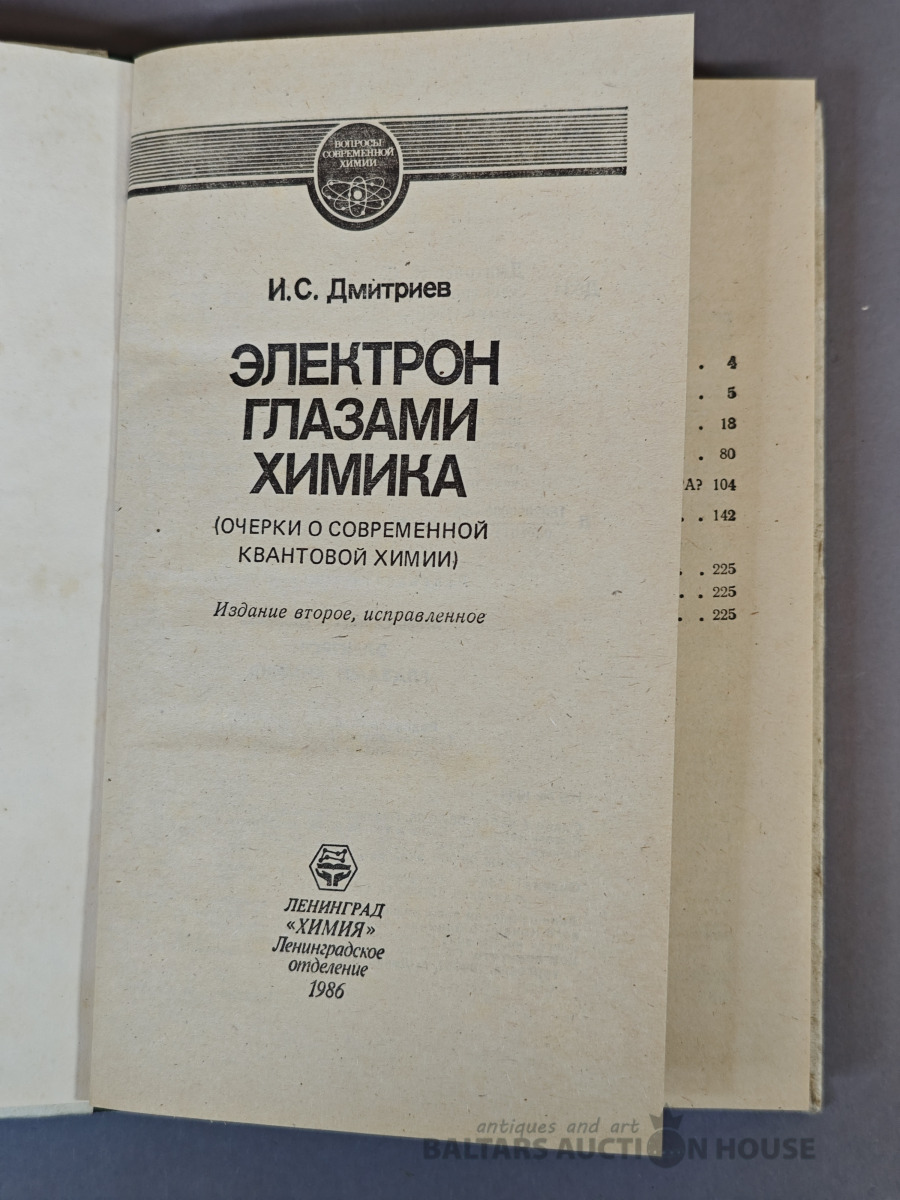 ВОПРОСЫ
СОВРЕМЕННОЙ
ХИМИИ
И.С. Дмитриев
ЭЛЕКТРОН
ГЛАЗАМИ
ХИМИКА
(ОЧЕРКИ О СОВРЕМЕННОЙ
КВАНТОВОЙ ХИМИИ)
Издание второе, исправленное
ЛЕНИНГРАД
«ХИМИЯ»
Ленинградское
отделение
1986
. 4
. 5
. 18
. 80
РА? 104
. . 142
. . 225
. . 225
. . 225
antiques and art
BALTARS AUCTION HOUSE